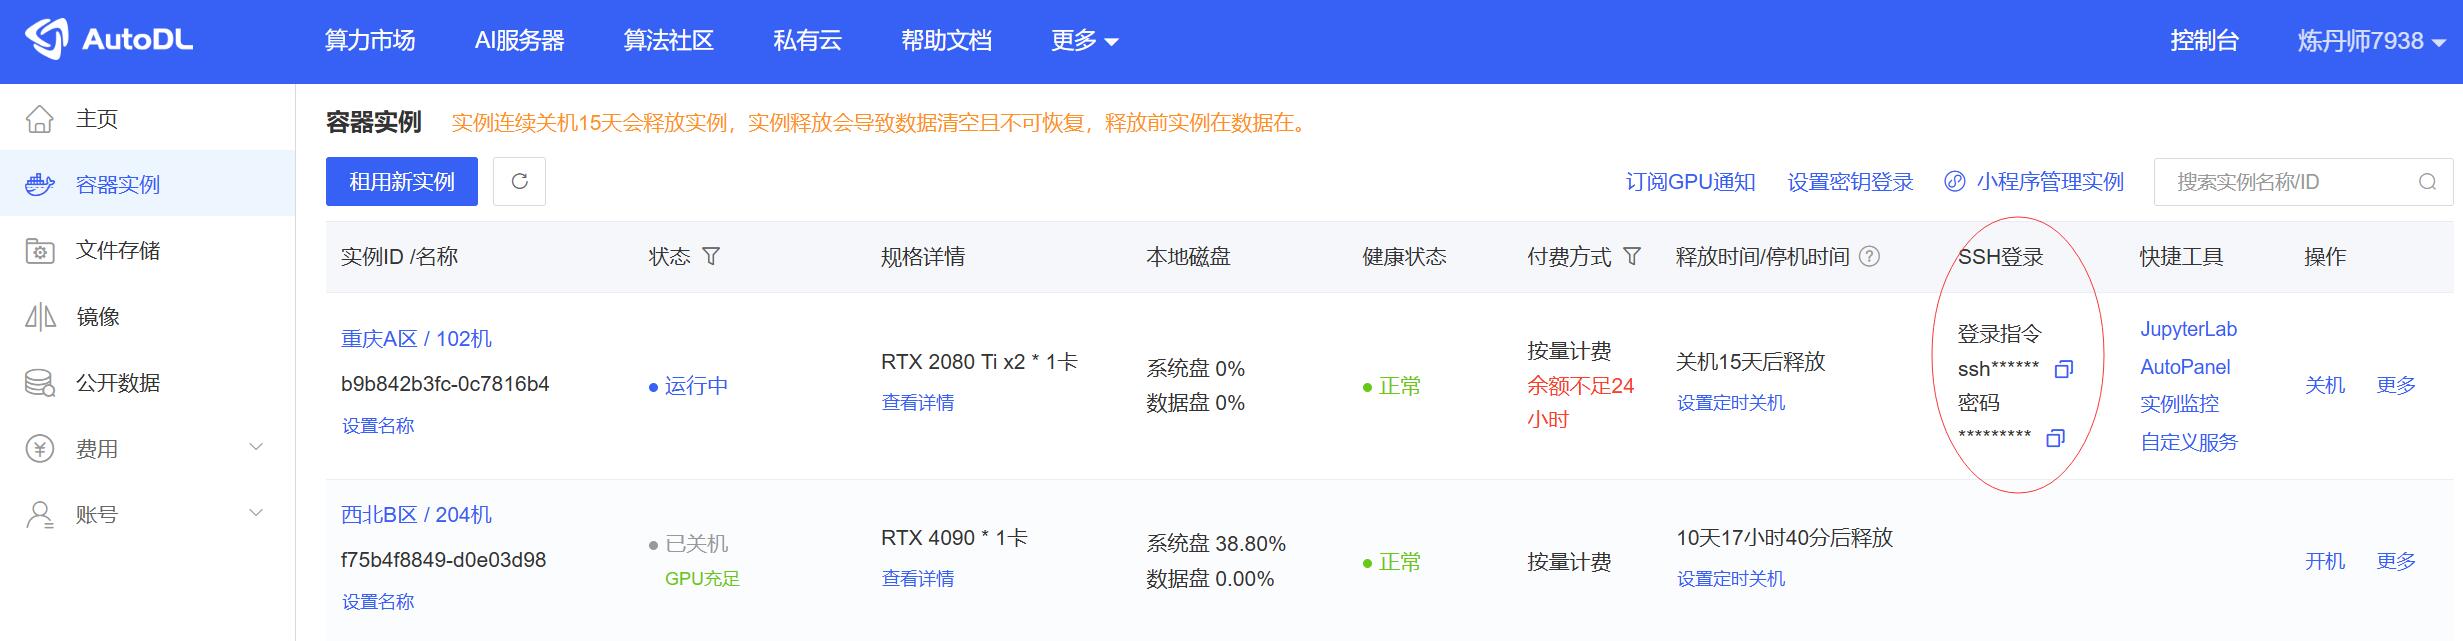 AutoDL
算力市场
AI服务器
算法社区
私有云
帮助文档
更多
控制台
炼丹师7938
主页
容器实例
文件存储
镜像
公开数据
费用
账号
容器实例
实例连续关机15天会释放实例，实例释放会导致数据清空且不可恢复，释放前实例在数据在。
租用新实例
订阅GPU通知
设置密钥登录
小程序管理实例
搜索实例名称/ID
实例ID /名称
状态
规格详情
本地磁盘
健康状态
付费方式
释放时间/停机时间
SSH登录
快捷工具
操作
重庆A区 / 102机
b9b842b3fc-0c7816b4
设置名称
运行中
RTX 2080 Ti x2 * 1卡
查看详情
系统盘 0%
数据盘 0%
正常
按量计费
余额不足24
小时
关机15天后释放
设置定时关机
登录指令
ssh******
密码
*********
JupyterLab
AutoPanel
实例监控
自定义服务
关机
更多
西北B区 / 204机
f75b4f8849-d0e03d98
设置名称
已关机
GPU充足
RTX 4090 * 1卡
查看详情
系统盘 38.80%
数据盘 0.00%
正常
按量计费
10天17小时40分后释放
设置定时关机
开机
更多